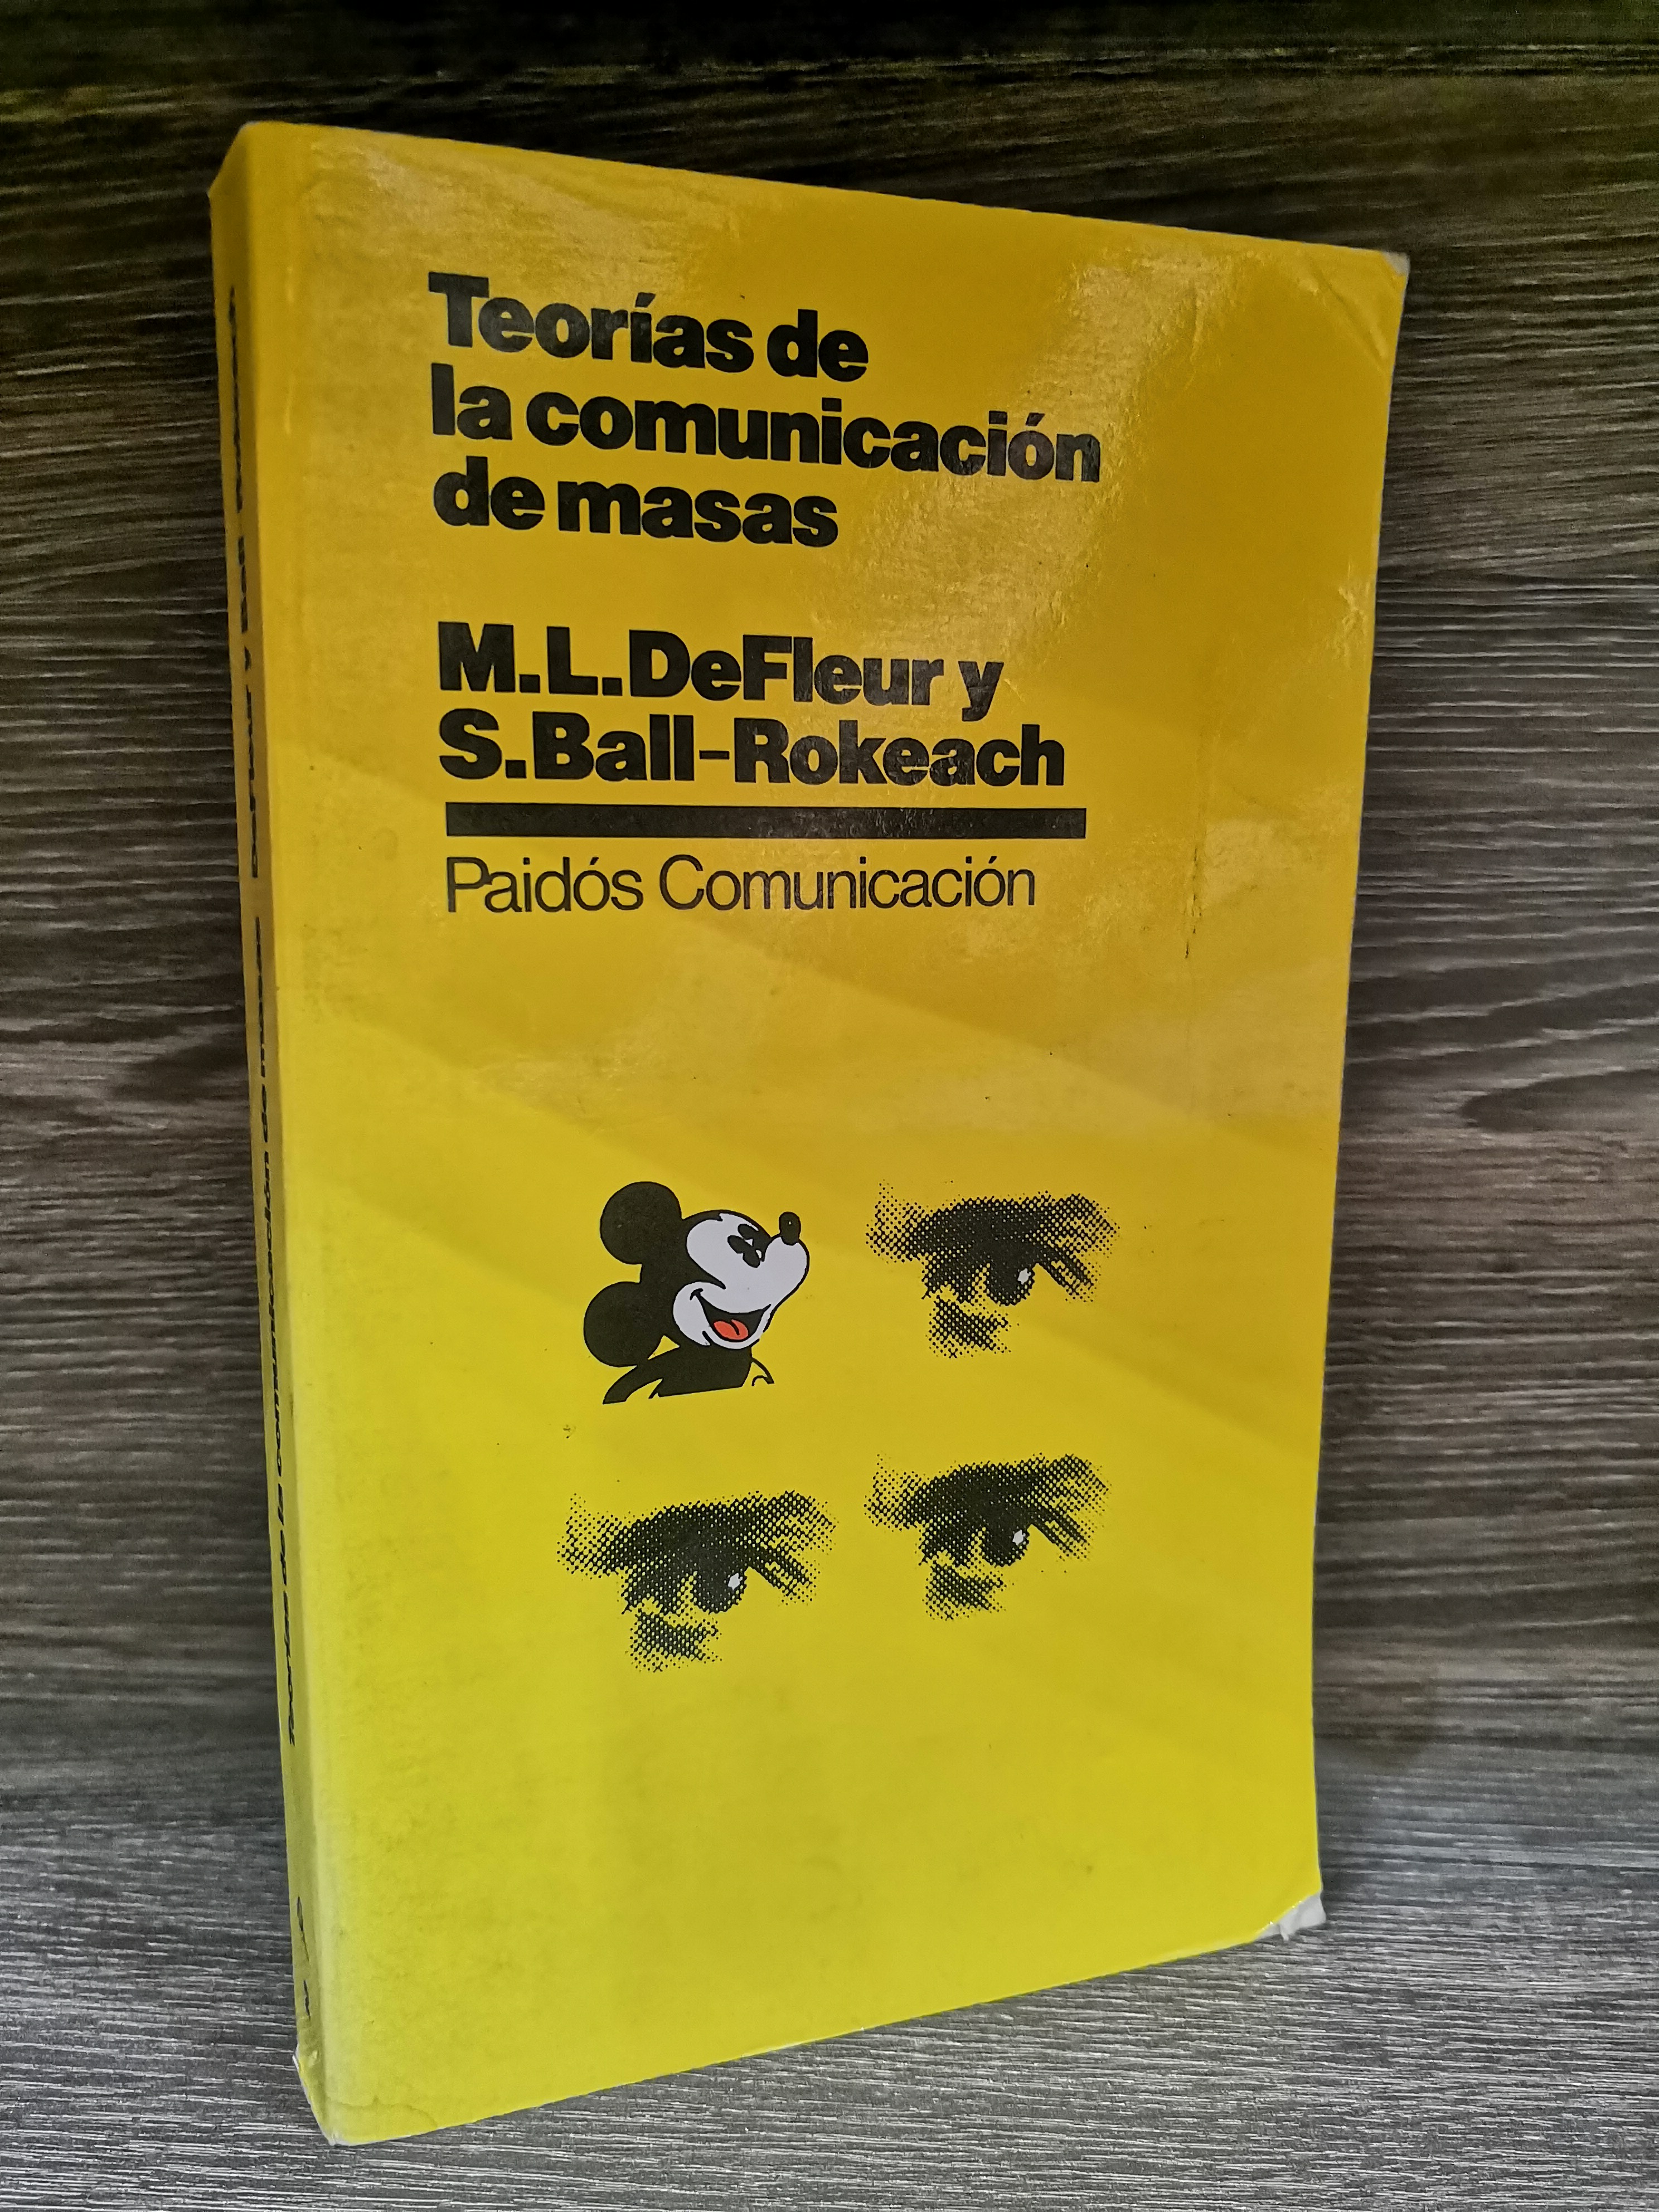 Teorías de
la comunicación
de masas
M.L.DeFleur y
S.Ball-Rokeach
Paidós Comunicación